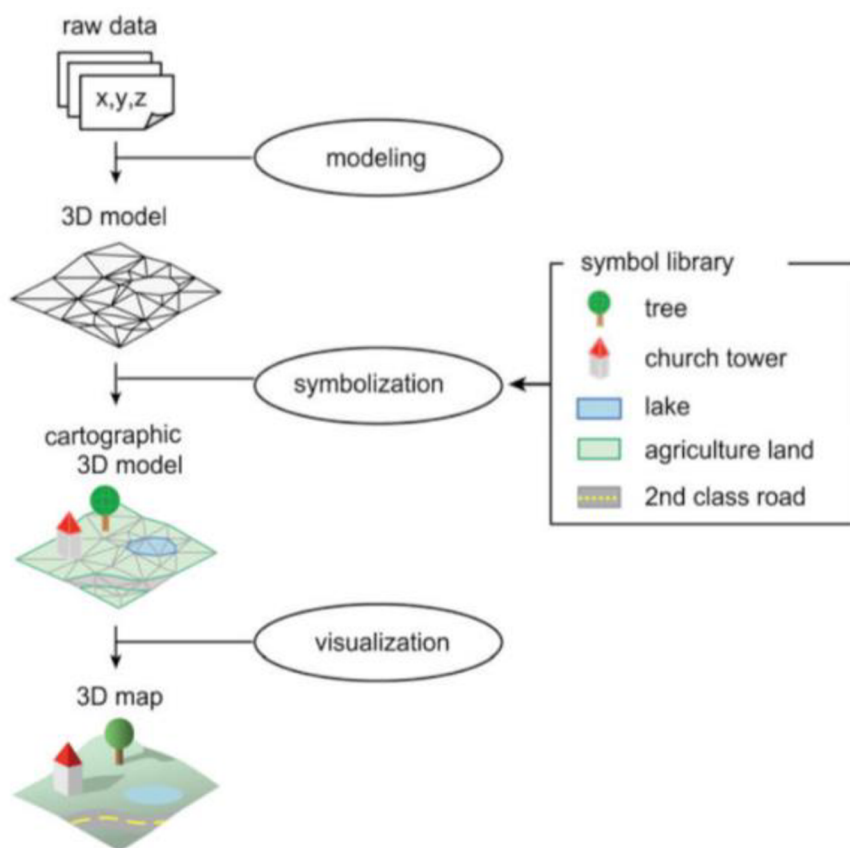 raw data
x,y,z
modeling
3D model
symbol library
tree
church tower
symbolization
lake
cartographic
3D model
agriculture land
2nd class road
visualization
3D map